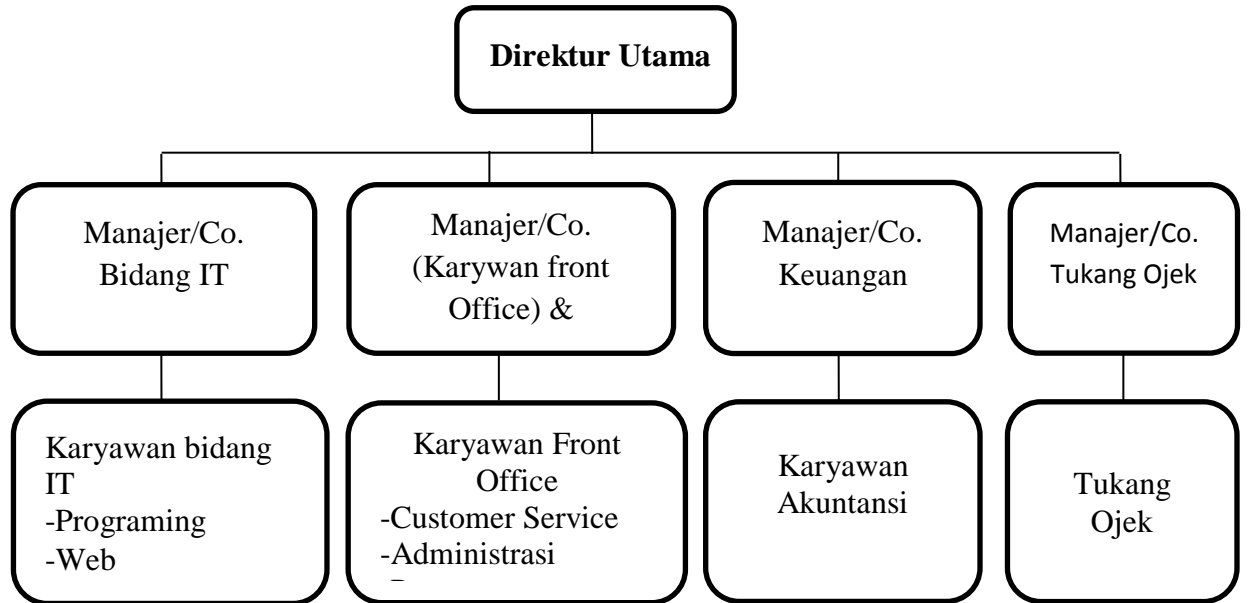 Direktur Utama
Manajer/Co.
Bidang IT
Manajer/Co.
(Karywan front
Office) &
Manajer/Co.
Keuangan
Manajer/Co.
Tukang Ojek
Karyawan bidang
IT
-Programing
-Web
Karyawan Front
Office
-Customer Service
-Administrasi
Karyawan
Akuntansi
Tukang
Ojek